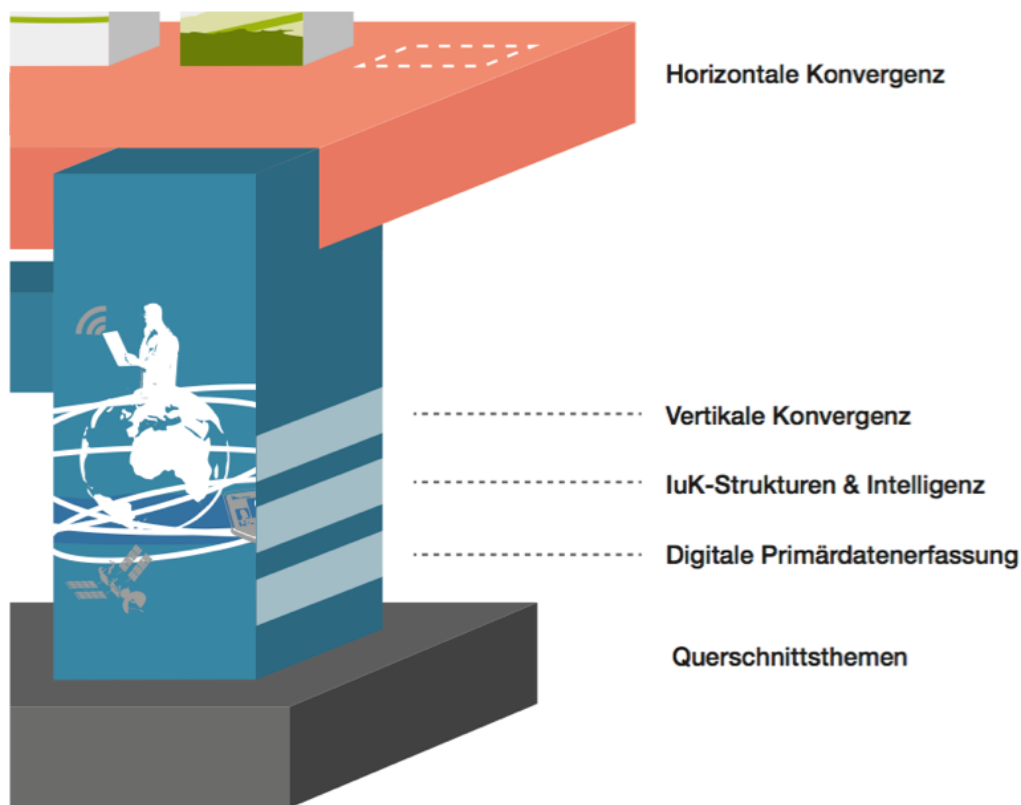 Horizontale Konvergenz
Vertikale Konvergenz
IuK-Strukturen & Intelligenz
Digitale Primärdatenerfassung
Querschnittsthemen